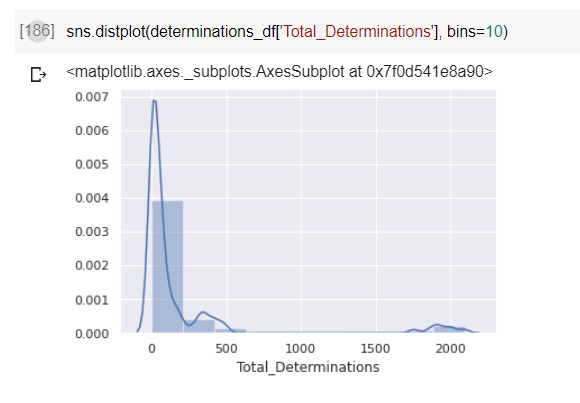 [186] sns.distplot(determinations_df['Total_Determinations'], bins=10)
<matplotlib.axes._subplots.AxesSubplot at 0x7f0d541e8a90>
0.007
0.006
0.005
0.004
0.003
0.002
0.001
0.000
0 500 1000 1500 2000
Total_Determinations